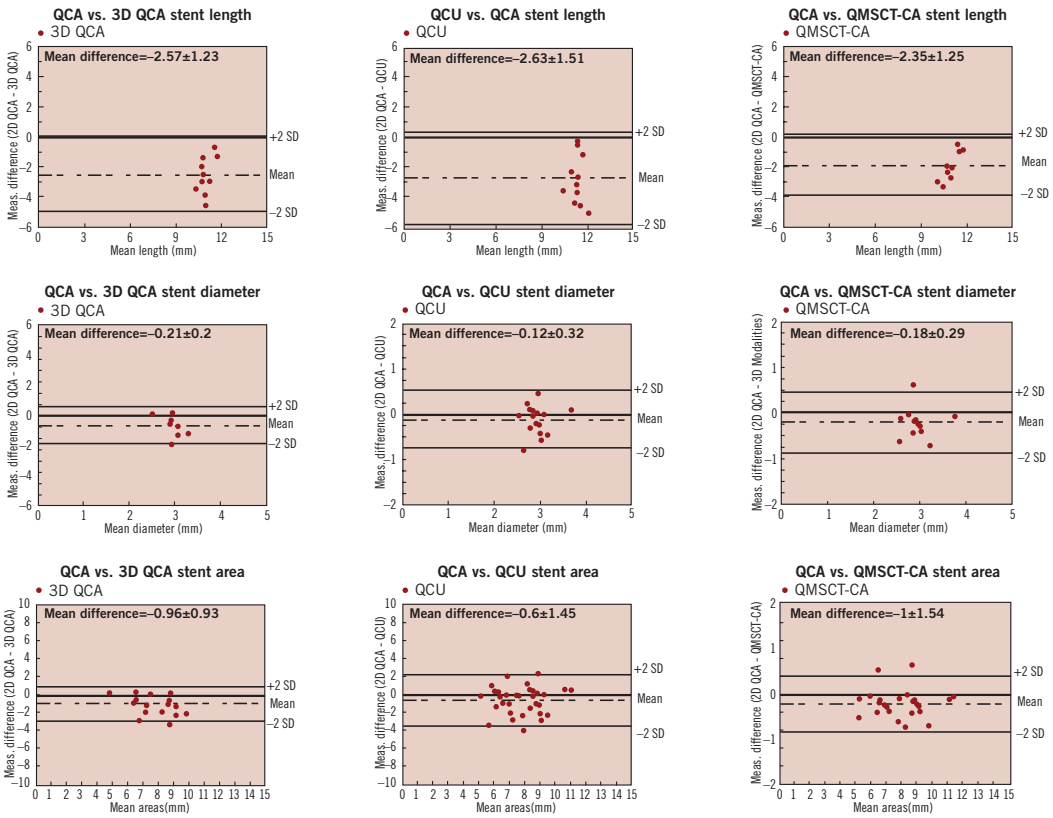 QCA vs. 3D QCA stent length
3D QCA
Mean difference=–2.57±1.23
Meas. difference (2D QCA - 3D QCA)
6
4
2
0
–2
–4
–6
+2 SD
Mean
–2 SD
0 3 6 9 12 15
Mean length (mm)
QCU vs. QCA stent length
QCU
Mean difference=–2.63±1.51
Meas. difference (2D QCA - QCU)
6
4
2
0
–2
–4
–6
+2 SD
Mean
–2 SD
0 3 6 9 12 15
Mean length (mm)
QCA vs. QMSCT-CA stent length
QMSCT-CA
Mean difference=–2.35±1.25
Meas. difference (2D QCA - QMSCT-CA)
6
4
2
0
–2
–4
–6
+2 SD
Mean
–2 SD
0 3 6 9 12 15
Mean length (mm)
QCA vs. 3D QCA stent diameter
3D QCA
Mean difference=–0.21±0.2
Meas. difference (2D QCA - 3D QCA)
6
4
2
0
–2
–4
–6
+2 SD
Mean
–2 SD
0 1 2 3 4 5
Mean diameter (mm)
QCA vs. QCU stent diameter
QCU
Mean difference=–0.12±0.32
Meas. difference (2D QCA - QCU)
2
1
0
–1
–2
+2 SD
Mean
–2 SD
0 1 2 3 4 5
Mean diameter (mm)
QCA vs. QMSCT-CA stent diameter
QMSCT-CA
Mean difference=–0.18±0.29
Meas. difference (2D QCA - 3D Modalities)
2
1
0
–1
–2
+2 SD
Mean
–2 SD
0 1 2 3 4 5
Mean diameter (mm)
QCA vs. 3D QCA stent area
3D QCA
Mean difference=–0.96±0.93
Meas. difference (2D QCA - 3D QCA)
10
8
6
4
2
0
–2
–4
–6
–8
–10
+2 SD
Mean
–2 SD
0 1 2 3 4 5 6 7 8 9 10 11 12 13 14 15
Mean areas(mm)
QCA vs. QCU stent area
QCU
Mean difference=–0.6±1.45
Meas. difference (2D QCA - QCU)
10
8
6
4
2
0
–2
–4
–6
–8
–10
+2 SD
Mean
–2 SD
0 1 2 3 4 5 6 7 8 9 10 11 12 13 14 15
Mean areas(mm)
QCA vs. QMSCT-CA stent area
QMSCT-CA
Mean difference=–1±1.54
Meas. difference (2D QCA - QMSCT-CA)
2
1
0
–1
–2
+2 SD
Mean
–2 SD
0 1 2 3 4 5 6 7 8 9 10 11 12 13 14 15
Mean areas(mm)